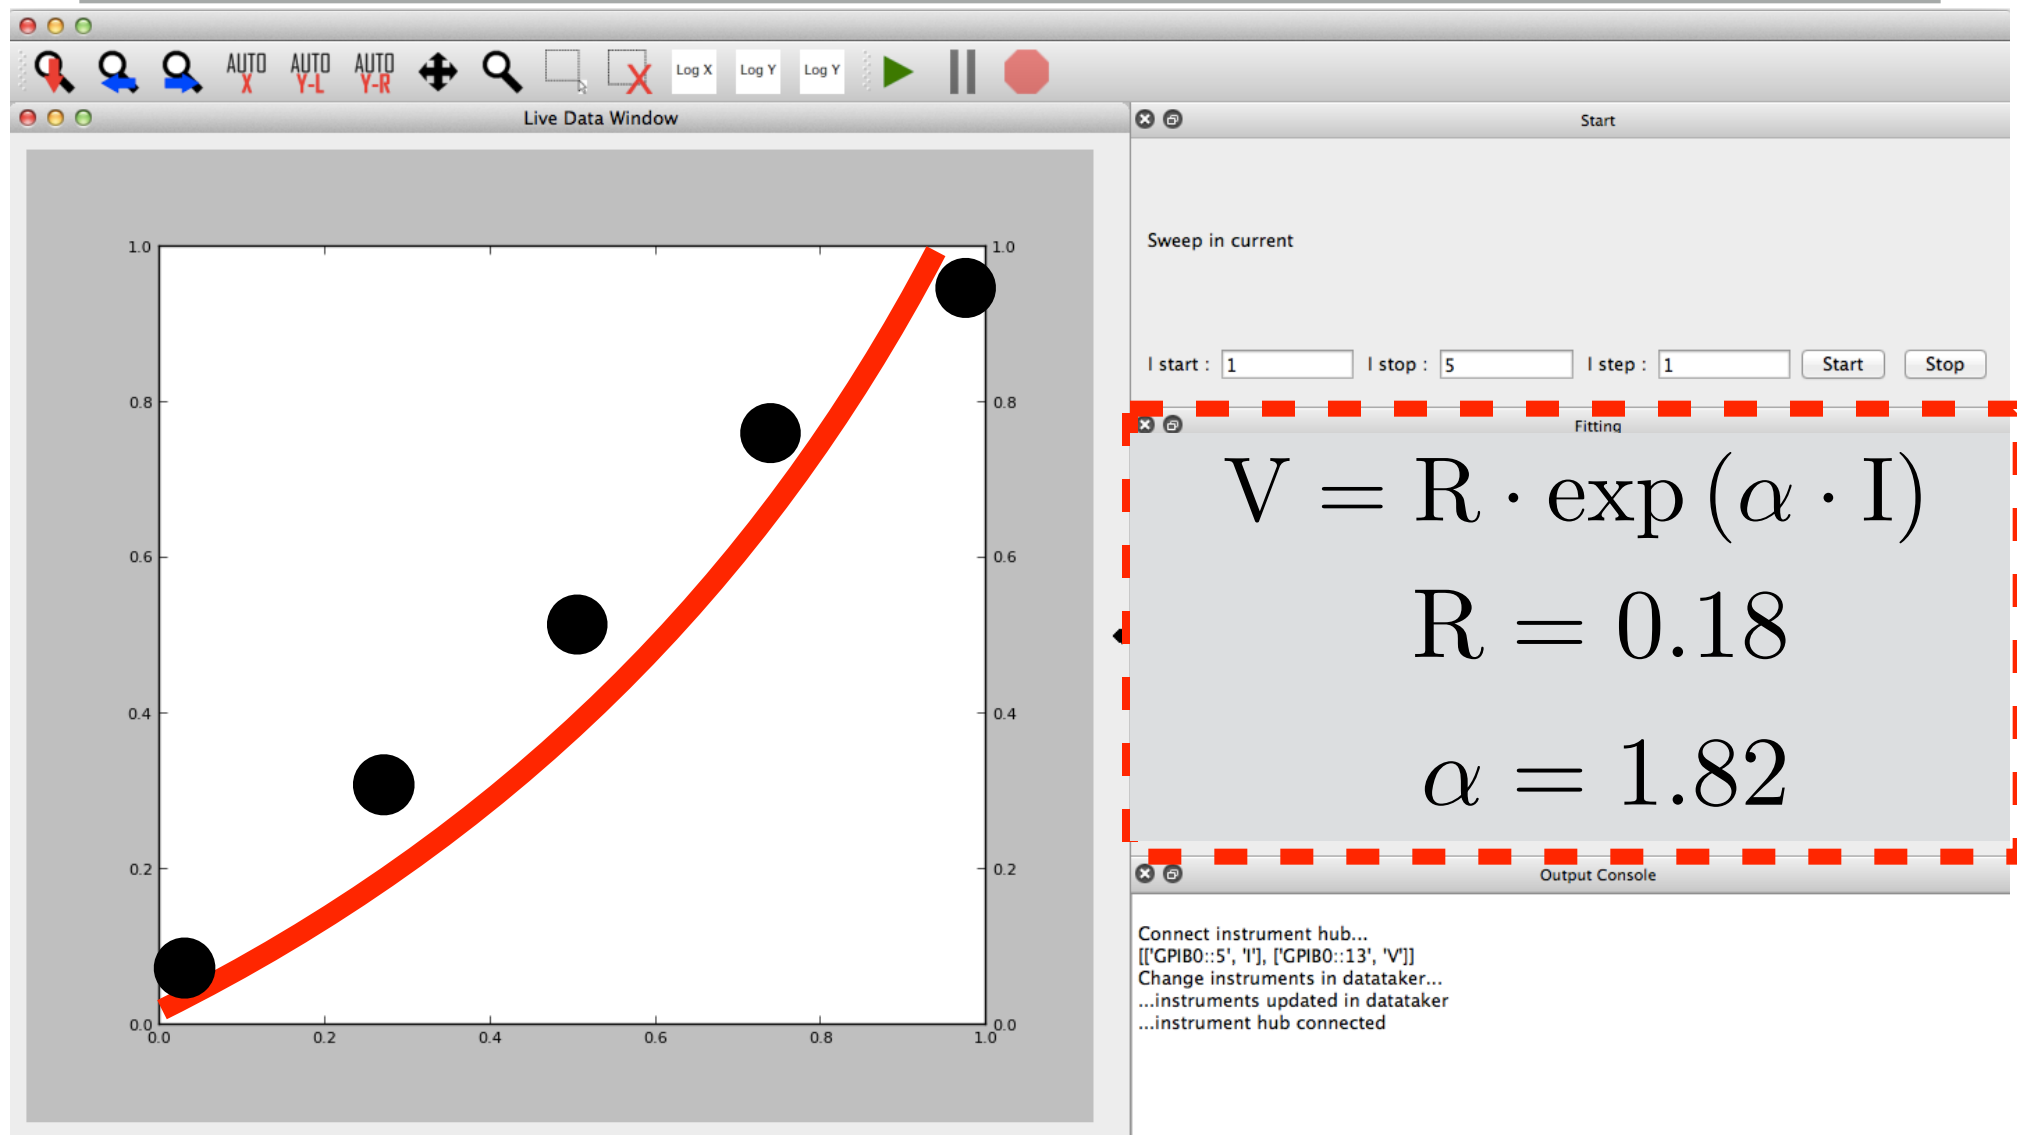 AUTO X AUTO Y-L AUTO Y-R Log X Log Y Log Y
Live Data Window
1.0 1.0
0.8 0.8
0.6 0.6
0.4 0.4
0.2 0.2
0.0 0.0
0.0 0.2 0.4 0.6 0.8 1.0
Start
Sweep in current
I start : 1 I stop : 5 I step : 1 Start Stop
Fitting
V = R · exp (α · I)
R = 0.18
α = 1.82
Output Console
Connect instrument hub...
[['GPIB0::5', 'I'], ['GPIB0::13', 'V']]
Change instruments in datataker...
...instruments updated in datataker
...instrument hub connected